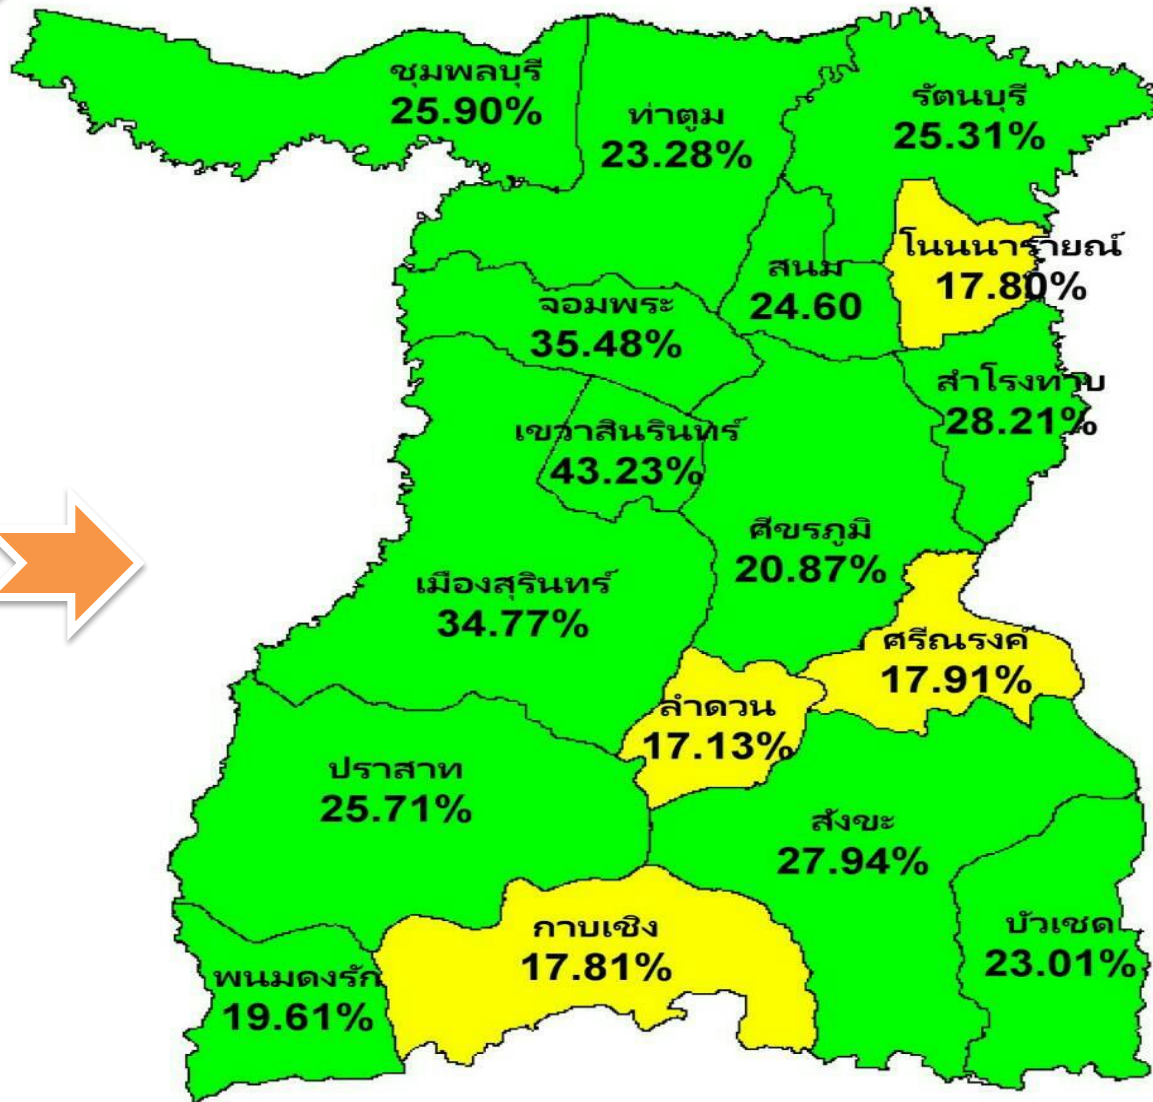 ชุมพลบุรี
25.90%
ท่าตูม
23.28%
รัตนบุรี
25.31%
โนนนารายณ์
17.80%
สนม
24.60
จอมพระ
35.48%
สำโรงทาบ
28.21%
เขวาสินรินทร์
43.23%
ศีขรภูมิ
20.87%
เมืองสุรินทร์
34.77%
ศรีณรงค์
17.91%
ลำดวน
17.13%
ปราสาท
25.71%
สังขะ
27.94%
กาบเชิง
17.81%
บัวเชด
23.01%
พนมดงรัก
19.61%